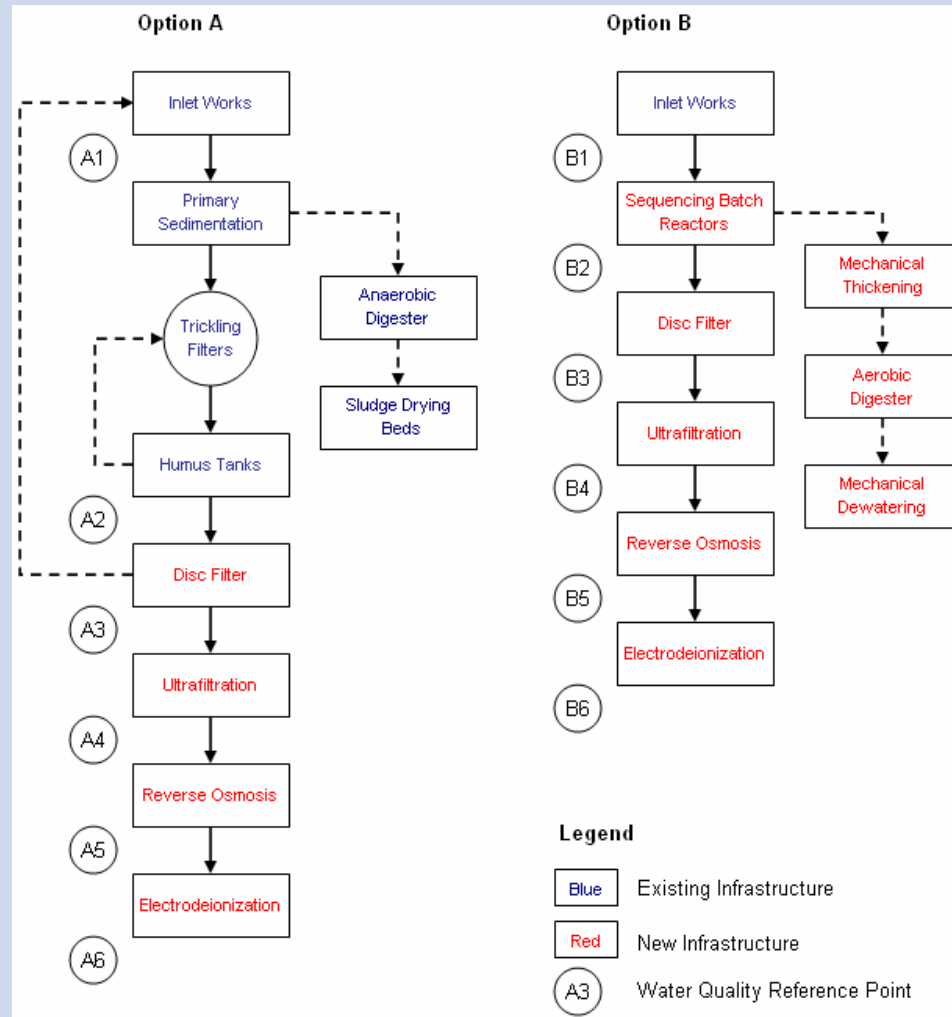 Option A
Inlet Works
A1
Primary
Sedimentation
Anaerobic
Digester
Trickling
Filters
Sludge Drying
Beds
Humus Tanks
A2
Disc Filter
A3
Ultrafiltration
A4
Reverse Osmosis
A5
Electrodeionization
A6
Option B
Inlet Works
B1
Sequencing Batch
Reactors
B2
Mechanical
Thickening
Disc Filter
B3
Aerobic
Digester
Ultrafiltration
B4
Mechanical
Dewatering
Reverse Osmosis
B5
Electrodeionization
B6
Legend
Blue Existing Infrastructure
Red New Infrastructure
A3 Water Quality Reference Point